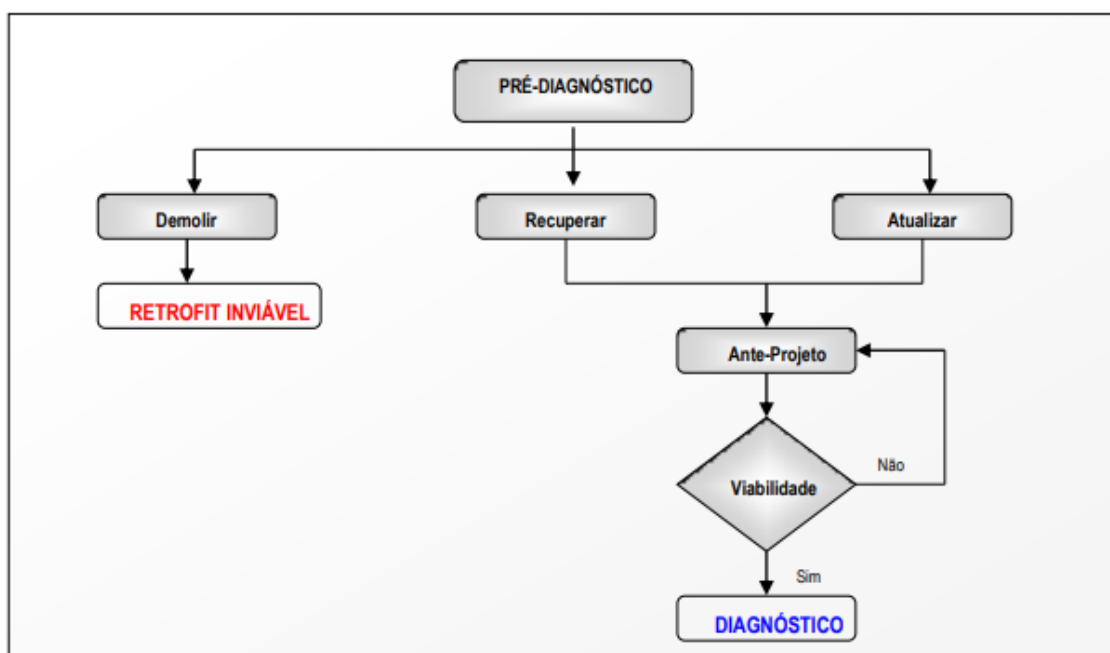 PRÉ-DIAGNÓSTICO
Demolir
Recuperar
Atualizar
RETROFIT INVIÁVEL
Ante-Projeto
Não
Viabilidade
Sim
DIAGNÓSTICO